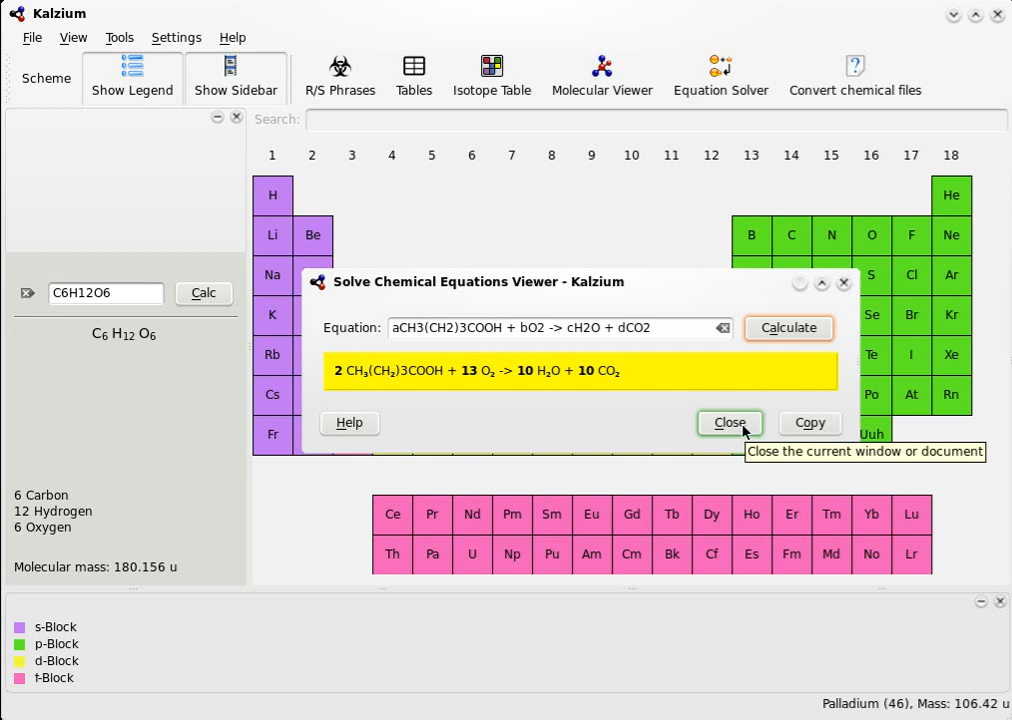 Kalzium
File View Tools Settings Help
Scheme Show Legend Show Sidebar R/S Phrases Tables Isotope Table Molecular Viewer Equation Solver Convert chemical files
Search:
1 2 3 4 5 6 7 8 9 10 11 12 13 14 15 16 17 18
H He
Li Be B C N O F Ne
Na S Cl Ar
K Se Br Kr
Rb Te I Xe
Cs Po At Rn
Fr Uuh
Ce Pr Nd Pm Sm Eu Gd Tb Dy Ho Er Tm Yb Lu
Th Pa U Np Pu Am Cm Bk Cf Es Fm Md No Lr
C6H12O6 Calc
C₆ H₁₂ O₆
6 Carbon
12 Hydrogen
6 Oxygen
Molecular mass: 180.156 u
Solve Chemical Equations Viewer - Kalzium
Equation: aCH3(CH2)3COOH + bO2 -> cH2O + dCO2 Calculate
2 CH₃(CH₂)3COOH + 13 O₂ -> 10 H₂O + 10 CO₂
Help Close Copy
Close the current window or document
s-Block
p-Block
d-Block
f-Block
Palladium (46), Mass: 106.42 u